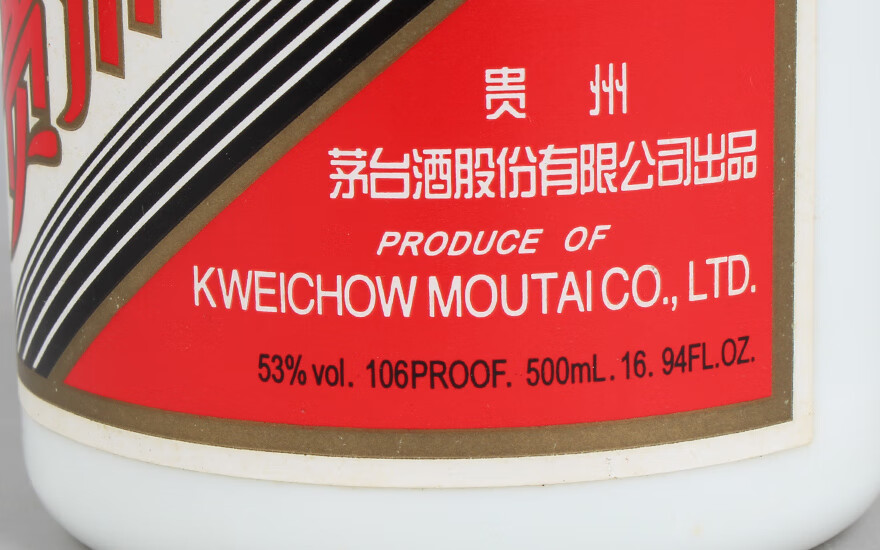 贵 州
茅台酒股份有限公司出品
PRODUCE OF
KWEICHOW MOUTAI CO., LTD.
53% vol. 106PROOF. 500mL. 16. 94FL.OZ.